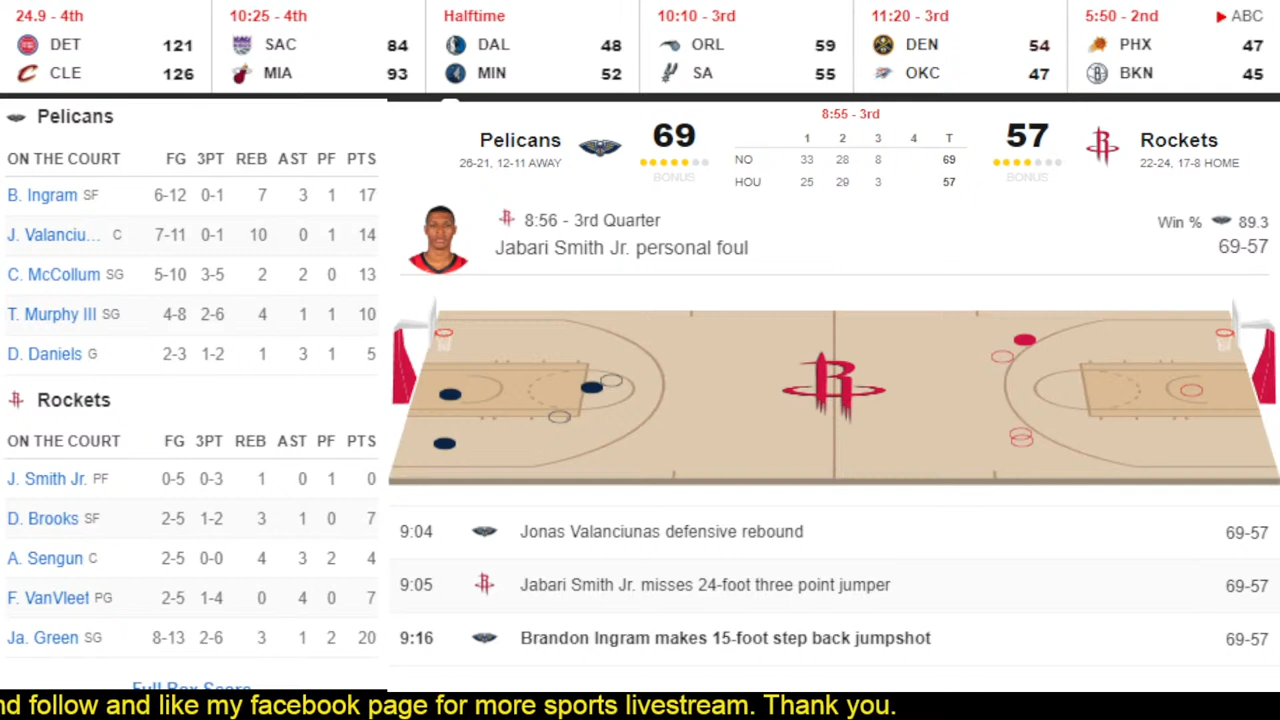 24.9 - 4th
DET 121
CLE 126
10:25 - 4th
SAC 84
MIA 93
Halftime
DAL 48
MIN 52
10:10 - 3rd
ORL 59
SA 55
11:20 - 3rd
DEN 54
OKC 47
5:50 - 2nd ABC
PHX 47
BKN 45
Pelicans
ON THE COURT FG 3PT REB AST PF PTS
B. Ingram SF 6-12 0-1 7 3 1 17
J. Valanciu... C 7-11 0-1 10 0 1 14
C. McCollum SG 5-10 3-5 2 2 0 13
T. Murphy III SG 4-8 2-6 4 1 1 10
D. Daniels G 2-3 1-2 1 3 1 5
Rockets
ON THE COURT FG 3PT REB AST PF PTS
J. Smith Jr. PF 0-5 0-3 1 0 1 0
D. Brooks SF 2-5 1-2 3 1 0 7
A. Sengun C 2-5 0-0 4 3 2 4
F. VanVleet PG 2-5 1-4 0 4 0 7
Ja. Green SG 8-13 2-6 3 1 2 20
Full Box Score
Pelicans 69
26-21, 12-11 AWAY
BONUS
8:55 - 3rd
1 2 3 4 T
NO 33 28 8 69
HOU 25 29 3 57
57 Rockets
22-24, 17-8 HOME
BONUS
8:56 - 3rd Quarter
Jabari Smith Jr. personal foul
Win % 89.3
69-57
9:04 Jonas Valanciunas defensive rebound 69-57
9:05 Jabari Smith Jr. misses 24-foot three point jumper 69-57
9:16 Brandon Ingram makes 15-foot step back jumpshot 69-57
nd follow and like my facebook page for more sports livestream. Thank you.